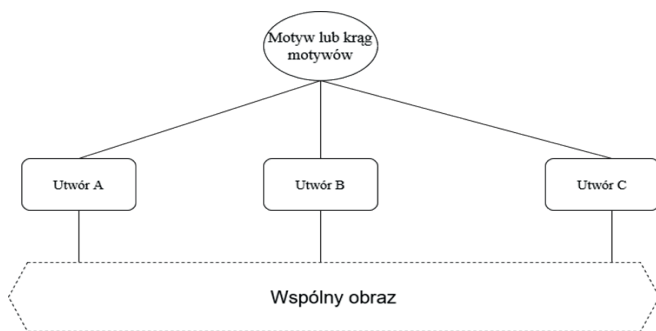 Motyw lub krąg
motywów
Utwór A
Utwór B
Utwór C
Wspólny obraz